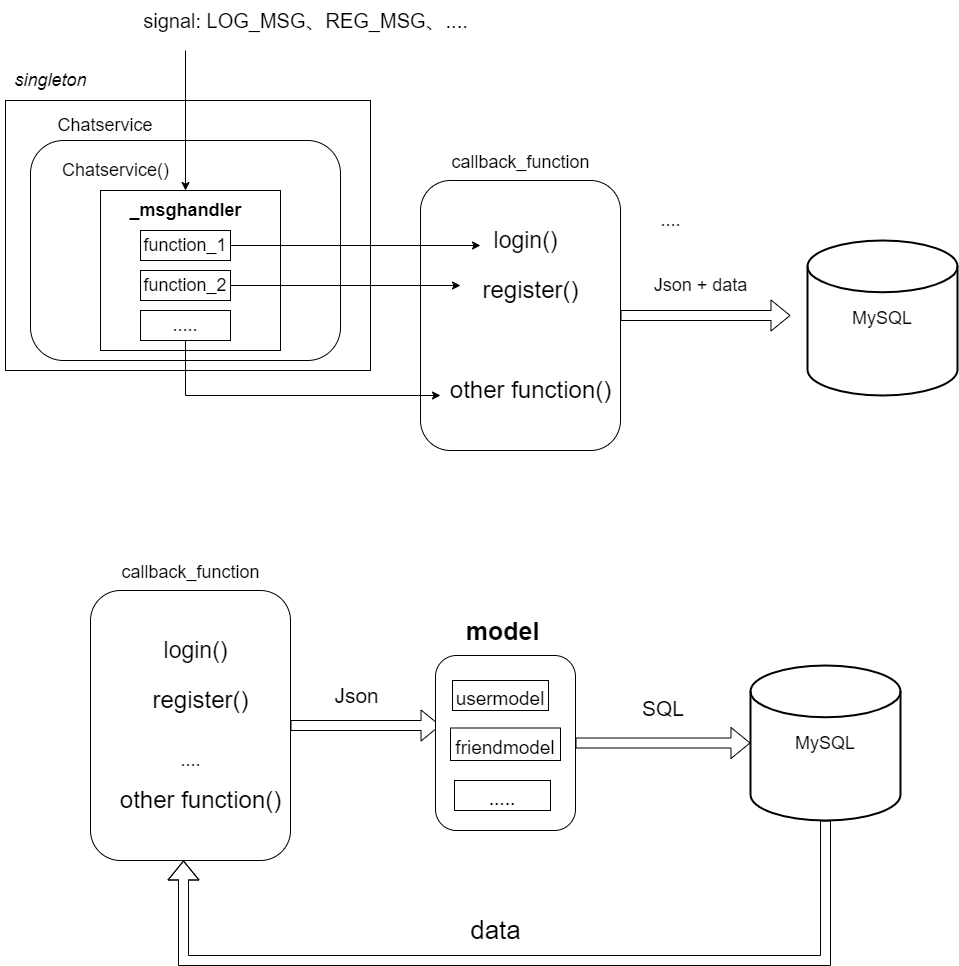 signal: LOG_MSG、REG_MSG、....
singleton
Chatservice
Chatservice()
_msghandler
function_1
function_2
.....
callback_function
login()
register()
other function()
....
Json + data
MySQL
callback_function
login()
register()
....
other function()
Json
model
usermodel
friendmodel
.....
SQL
MySQL
data